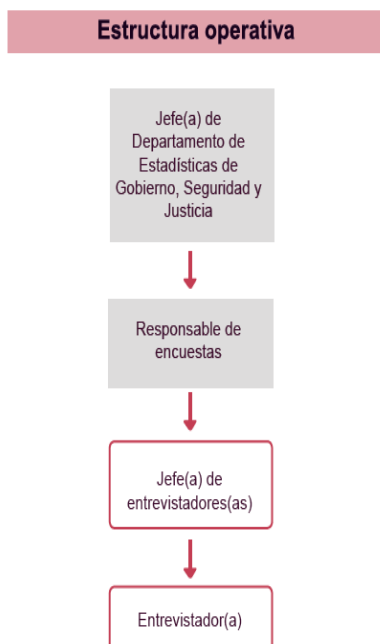 Estructura operativa
Jefe(a) de
Departamento de
Estadísticas de
Gobierno, Seguridad y
Justicia
Responsable de
encuestas
Jefe(a) de
entrevistadores(as)
Entrevistador(a)